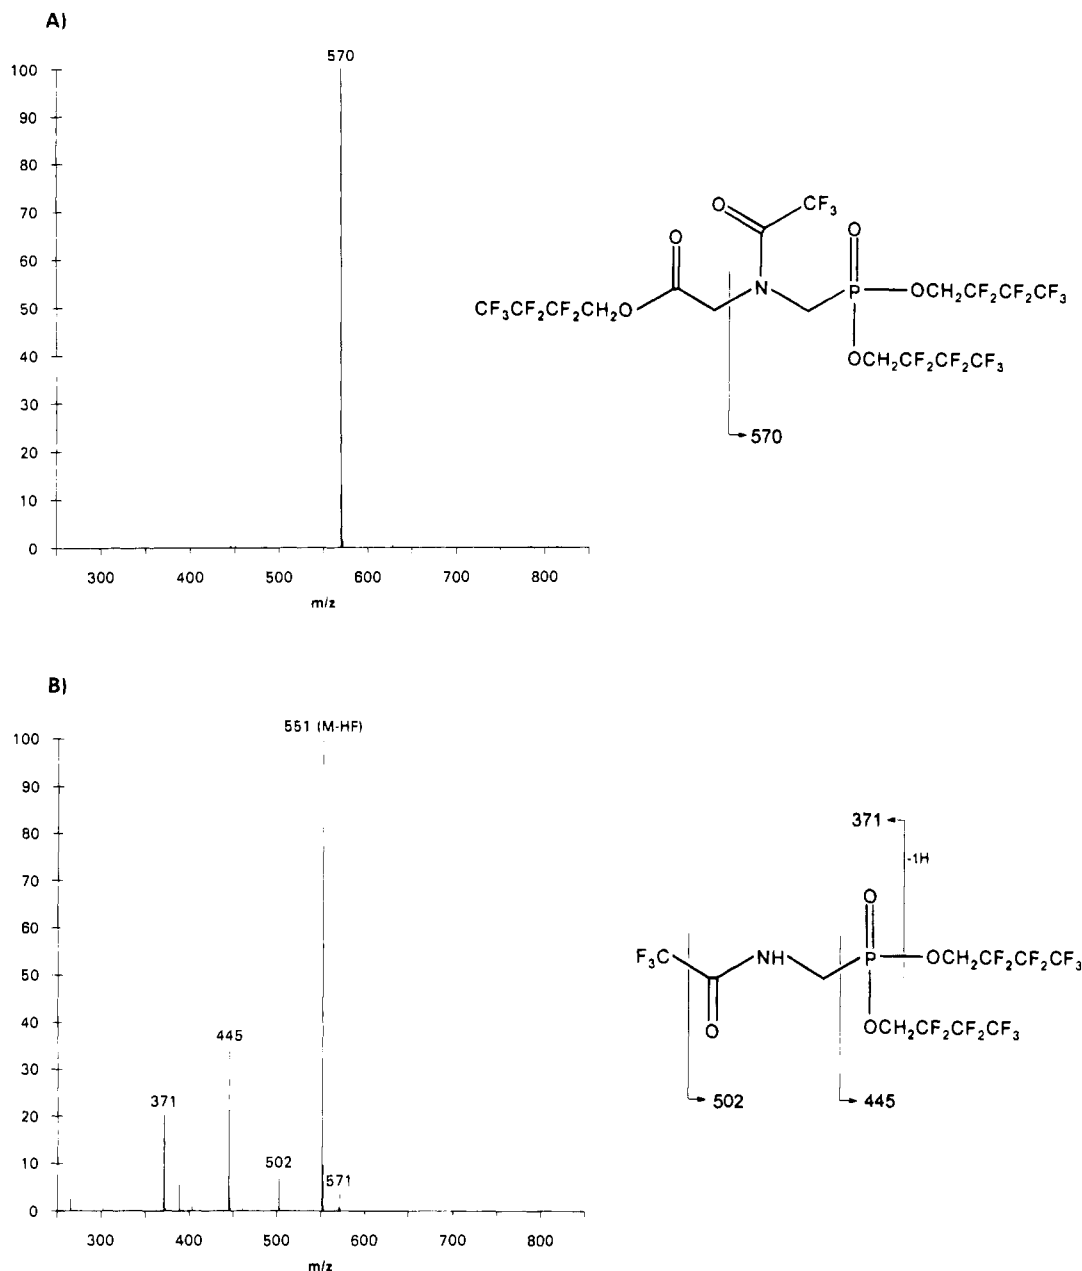 A)
570
100
90
80
70
60
50
40
30
20
10
0
300 400 500 600 700 800
m/z
O
CF₃
O
O
N
P
CF₃CF₂CF₂CH₂O
OCH₂CF₂CF₂CF₃
OCH₂CF₂CF₂CF₃
570
B)
551 (M-HF)
100
90
80
70
60
50
40
30
20
10
0
445
371
502
571
300 400 500 600 700 800
m/z
371
-1H
O
F₃C
NH
P
OCH₂CF₂CF₂CF₃
O
OCH₂CF₂CF₂CF₃
502
445